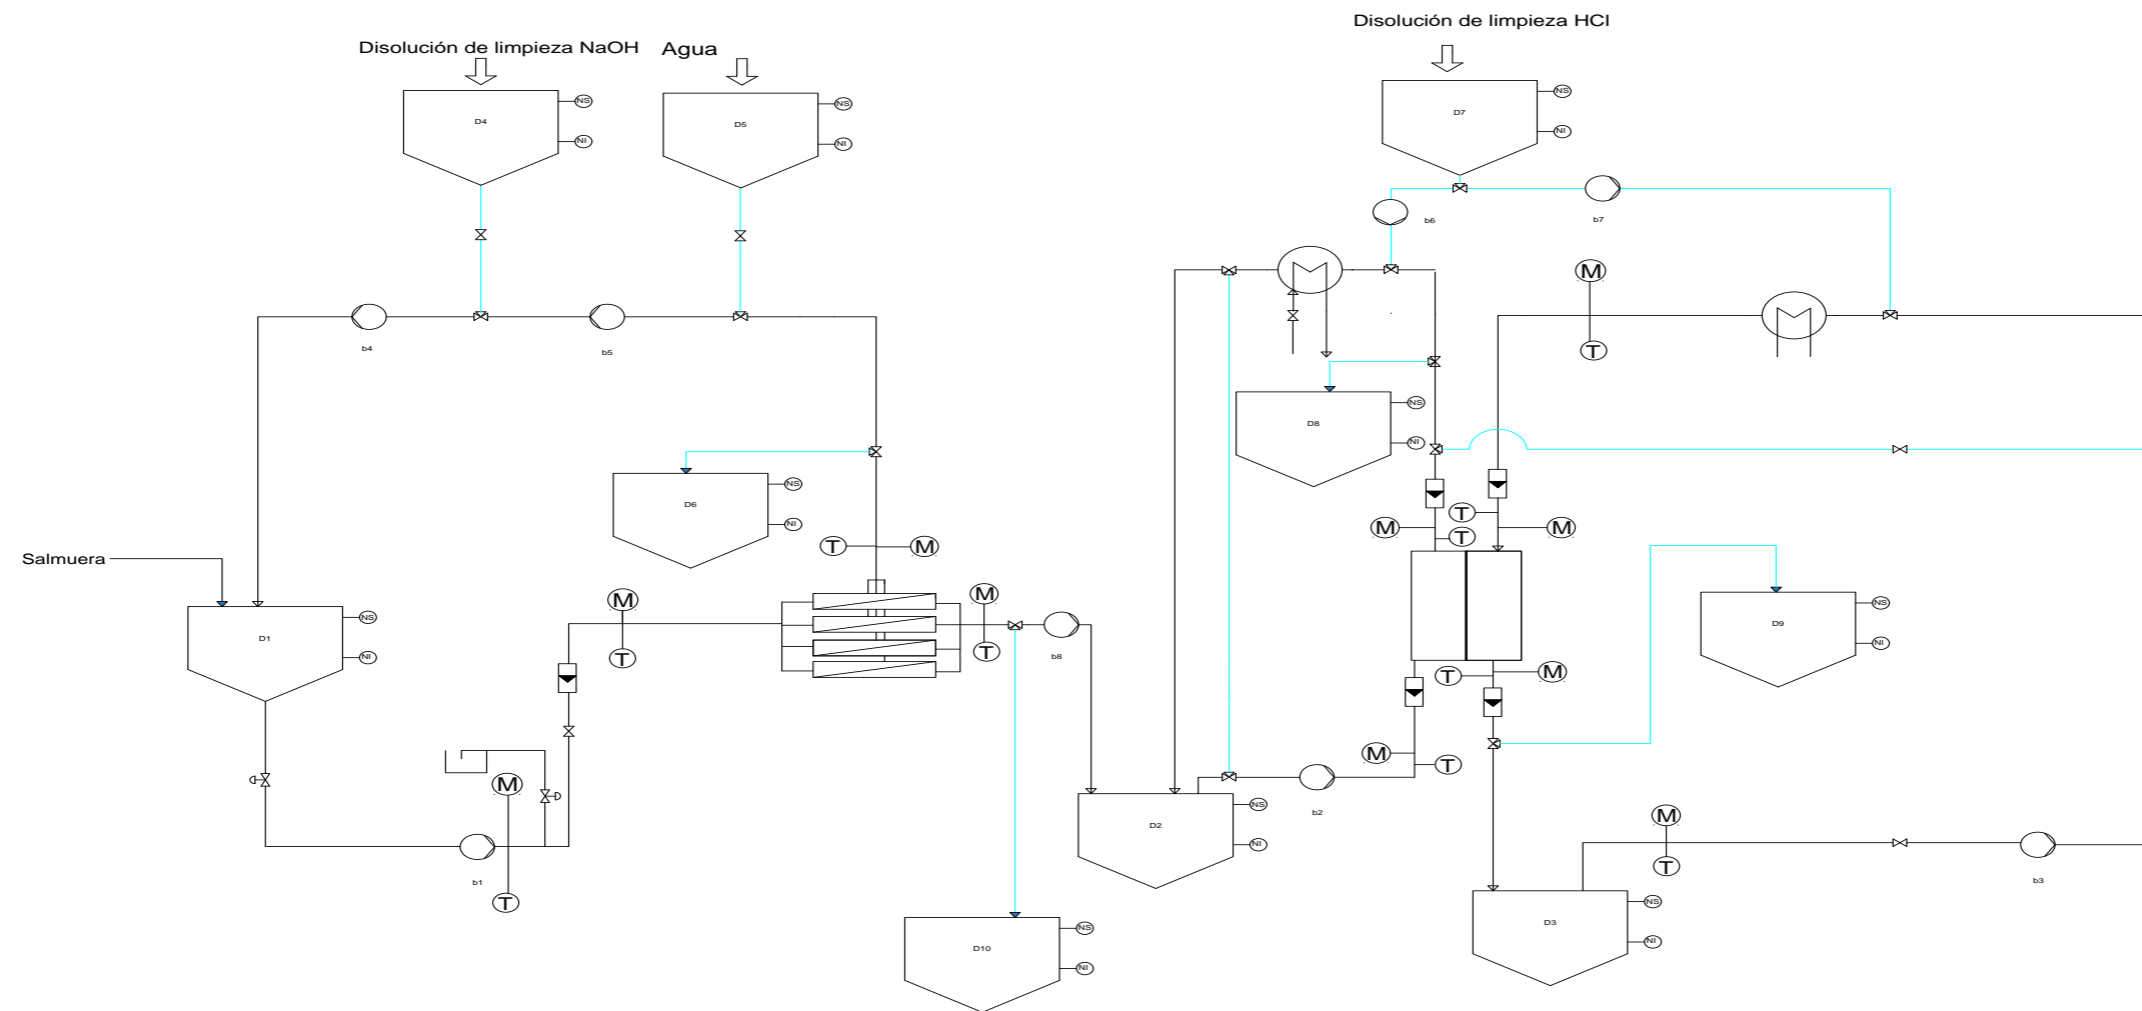 Disolución de limpieza HCl
Disolución de limpieza NaOH
Agua
D4
NS
NI
D5
NS
NI
D7
NS
NI
b6
b7
M
T
b4
b5
D8
NS
NI
D6
NS
NI
T
M
M
T
T
M
Salmuera
D1
NS
NI
M
T
M
T
b8
T
M
D9
NS
NI
M
b1
T
M
T
b2
D2
NS
NI
D10
NS
NI
M
T
b3
D3
NS
NI